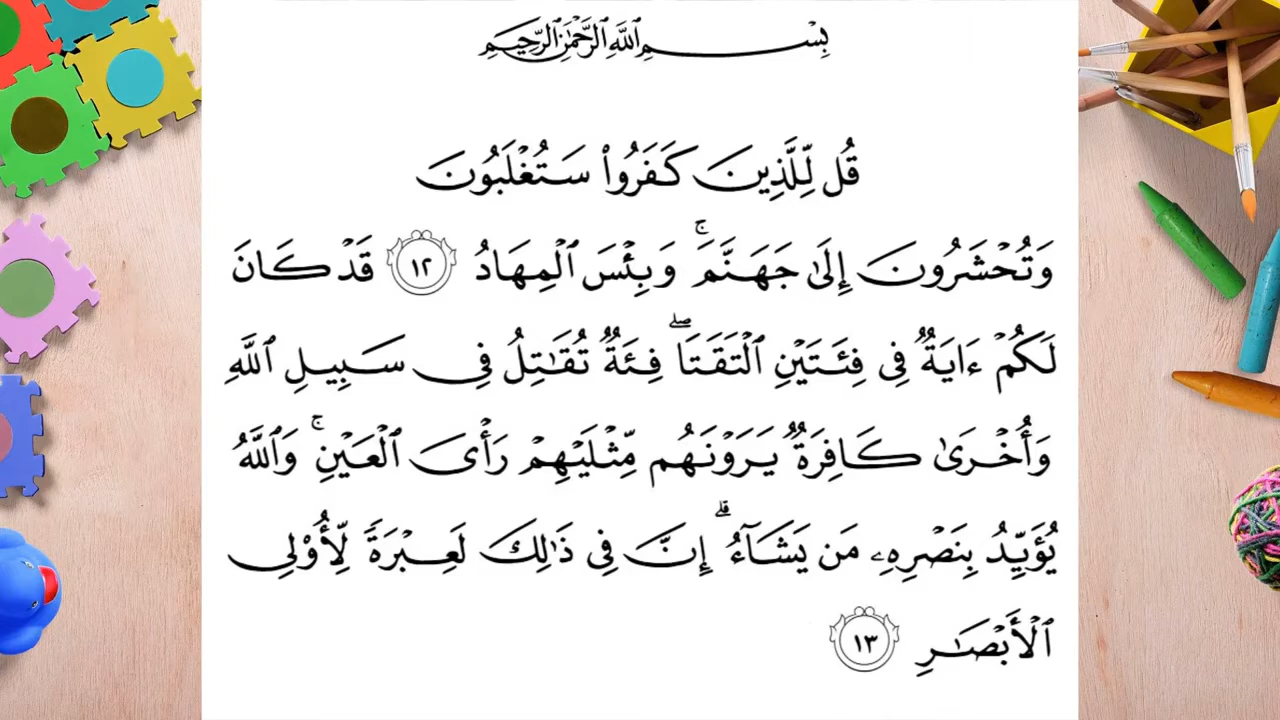 بِسۡمِ ٱللَّهِ ٱلرَّحۡمَٰنِ ٱلرَّحِيمِ
قُل لِّلَّذِينَ كَفَرُواْ سَتُغۡلَبُونَ
وَتُحۡشَرُونَ إِلَىٰ جَهَنَّمَۚ وَبِئۡسَ ٱلۡمِهَادُ ١٢ قَدۡ كَانَ
لَكُمۡ ءَايَةٞ فِي فِئَتَيۡنِ ٱلۡتَقَتَاۖ فِئَةٞ تُقَٰتِلُ فِي سَبِيلِ ٱللَّهِ
وَأُخۡرَىٰ كَافِرَةٞ يَرَوۡنَهُم مِّثۡلَيۡهِمۡ رَأۡيَ ٱلۡعَيۡنِۚ وَٱللَّهُ
يُؤَيِّدُ بِنَصۡرِهِۦ مَن يَشَآءُۗ إِنَّ فِي ذَٰلِكَ لَعِبۡرَةٗ لِّأُوْلِي
ٱلۡأَبۡصَٰرِ ١٣